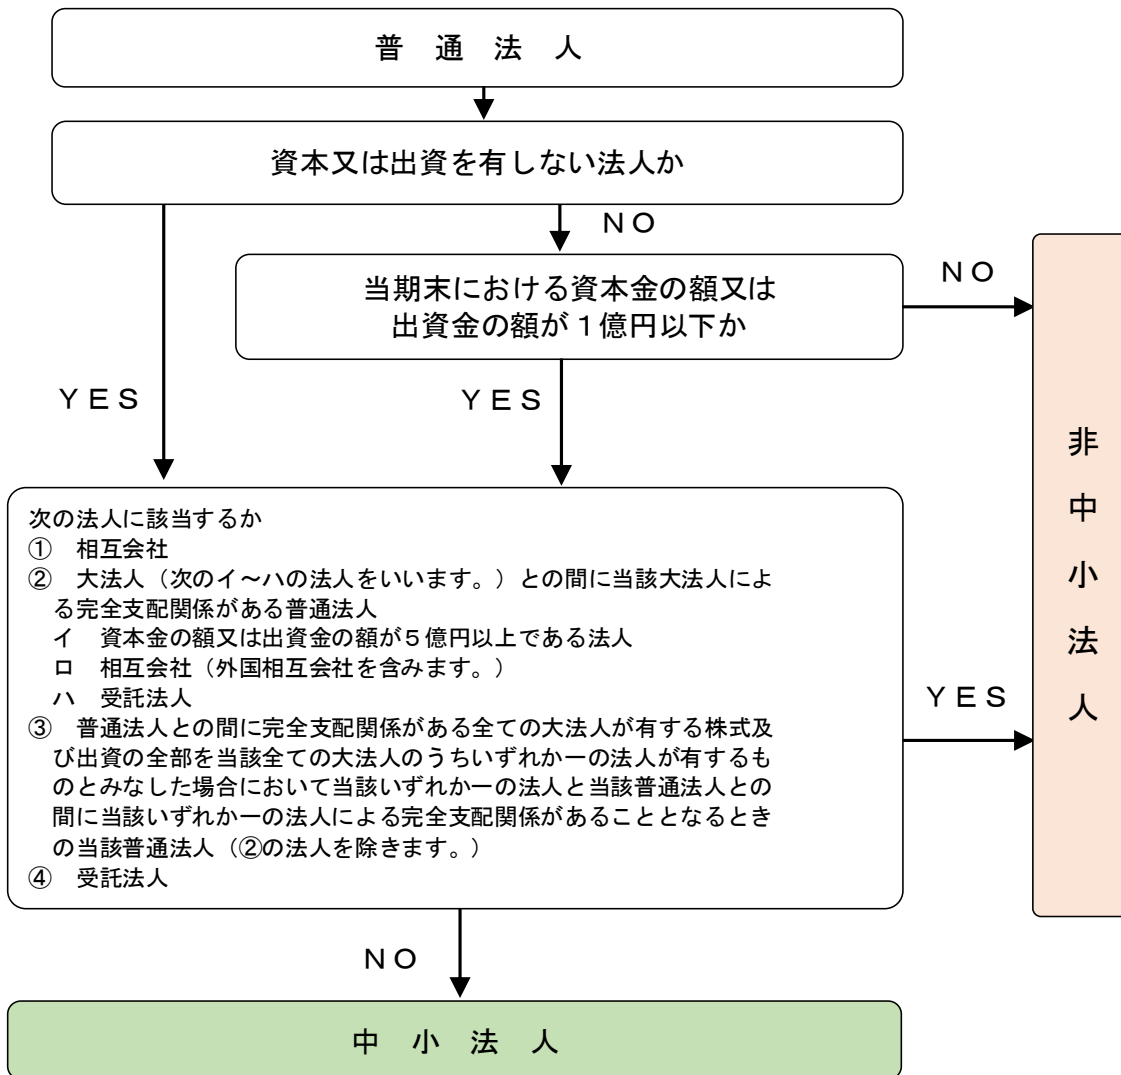 普通法人
資本又は出資を有しない法人か
NO
当期末における資本金の額又は
出資金の額が１億円以下か
NO
YES
YES
次の法人に該当するか
① 相互会社
② 大法人（次のイ～ハの法人をいいます。）との間に当該大法人によ
る完全支配関係がある普通法人
イ 資本金の額又は出資金の額が５億円以上である法人
ロ 相互会社（外国相互会社を含みます。）
ハ 受託法人
③ 普通法人との間に完全支配関係がある全ての大法人が有する株式及
び出資の全部を当該全ての大法人のうちいずれか一の法人が有するも
のとみなした場合において当該いずれか一の法人と当該普通法人との
間に当該いずれか一の法人による完全支配関係があることとなるとき
の当該普通法人（②の法人を除きます。）
④ 受託法人
YES
非中小法人
NO
中小法人